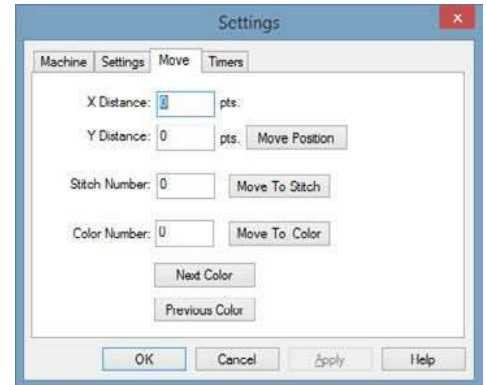 Settings
x
Machine Settings Move Timers
X Distance: 0 pts.
Y Distance: 0 pts. Move Position
Stitch Number: 0 Move To Stitch
Color Number: 0 Move To Color
Next Color
Previous Color
OK Cancel Apply Help